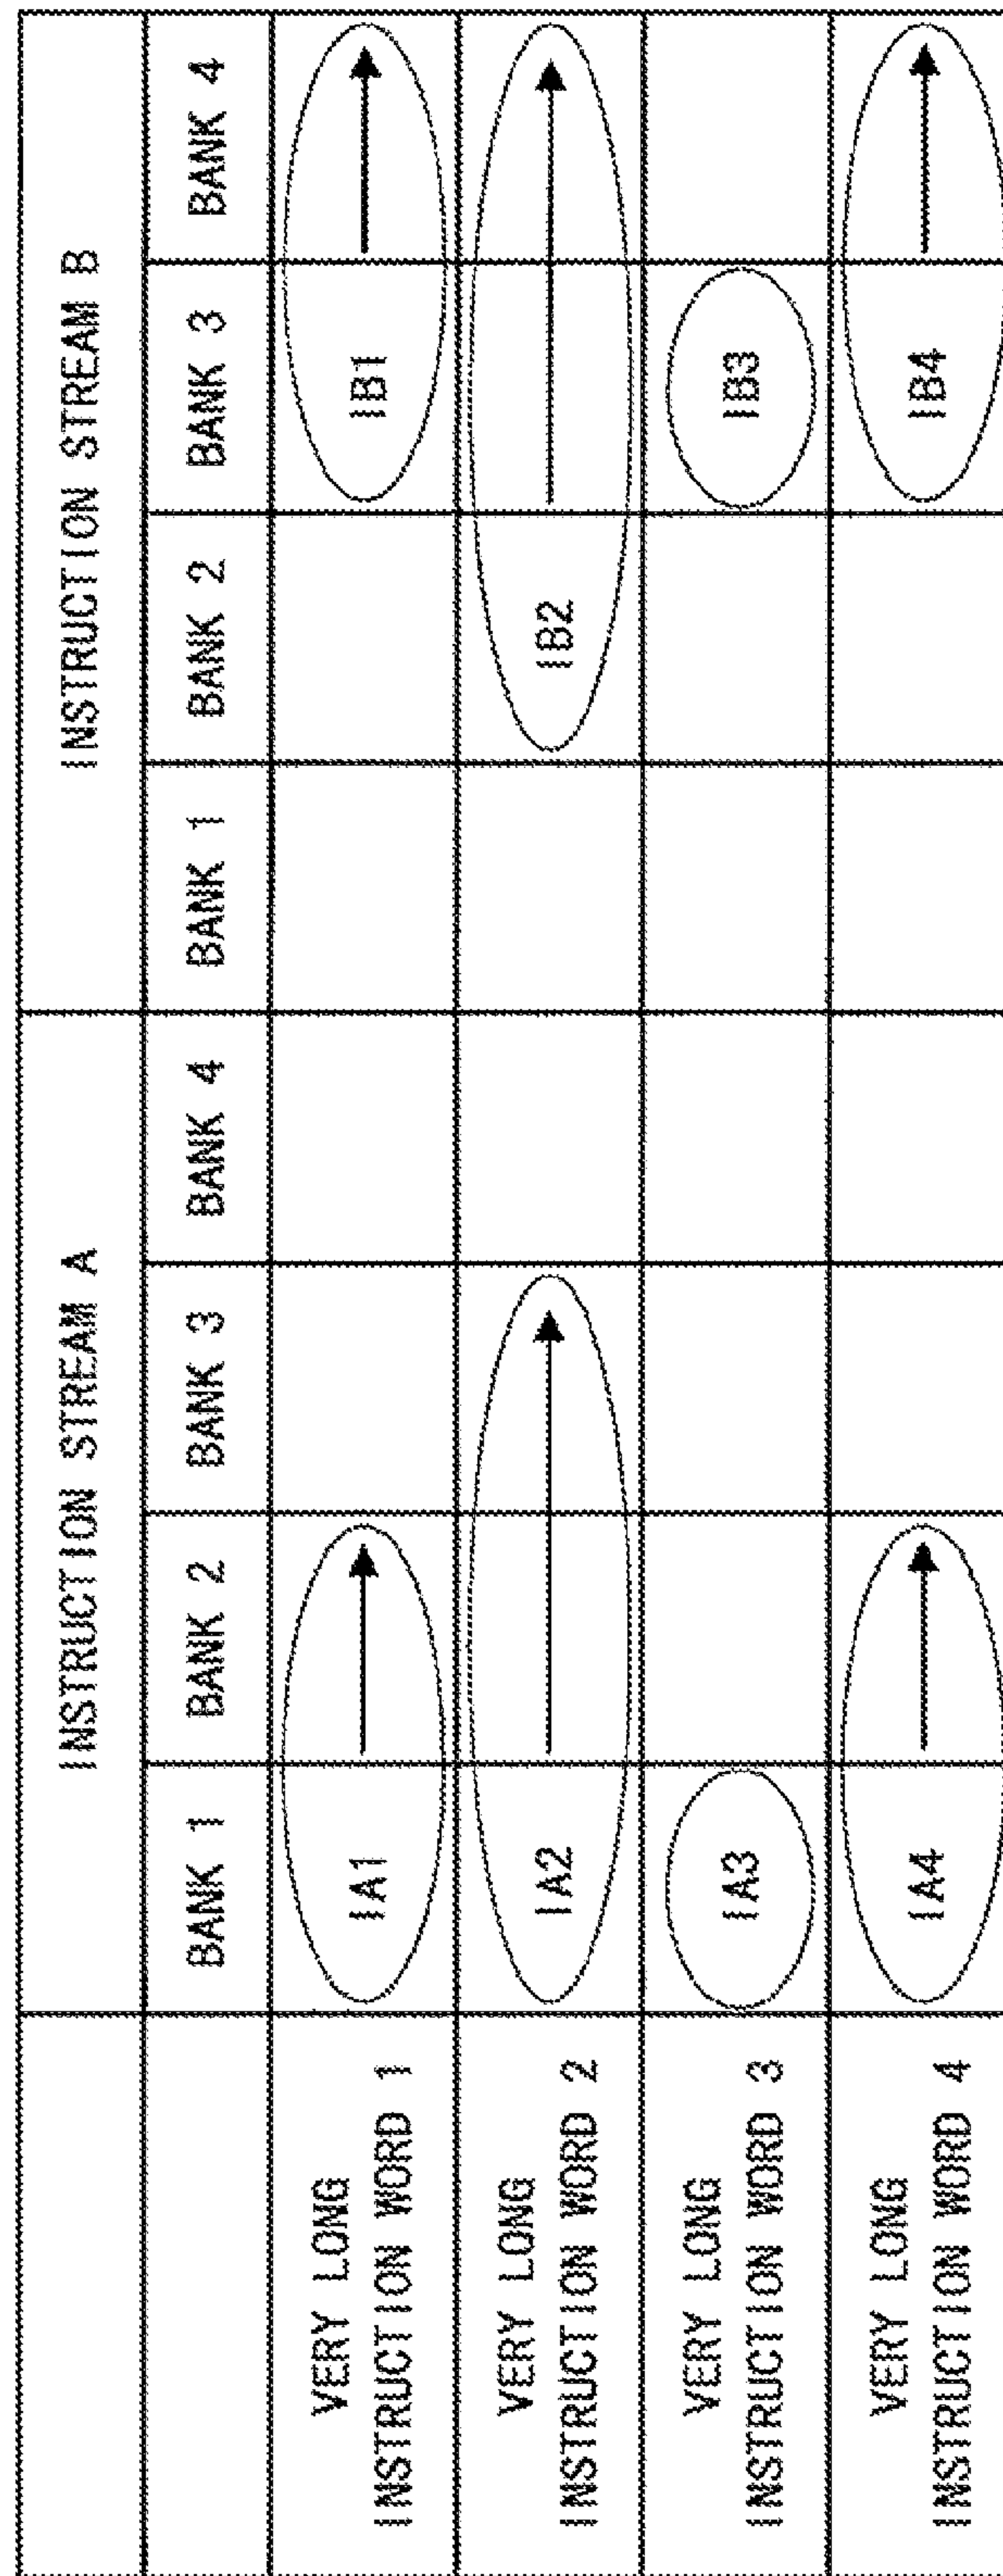 INSTRUCTION STREAM A
INSTRUCTION STREAM B
BANK 1
BANK 2
BANK 3
BANK 4
BANK 1
BANK 2
BANK 3
BANK 4
VERY LONG
INSTRUCTION WORD 1
IA1
IB1
VERY LONG
INSTRUCTION WORD 2
IA2
IB2
VERY LONG
INSTRUCTION WORD 3
IA3
IB3
VERY LONG
INSTRUCTION WORD 4
IA4
IB4